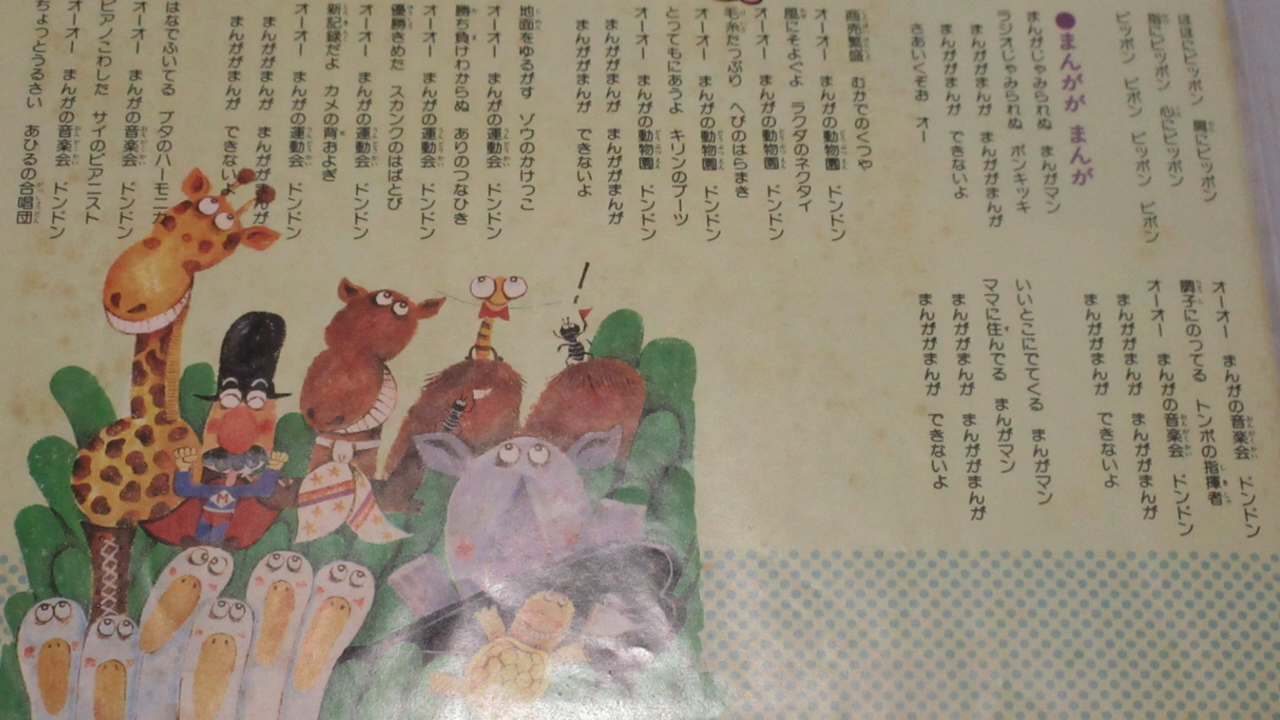 ほほにピッポン 胸にピッポン
指にピッポン 心にピッポン
ピッポン ピポン ピッポン ピポン
●まんがが まんが
まんがじゃみられぬ まんがマン
ラジオじゃみられぬ ポンキッキ
まんががまんが まんががまんが
まんががまんが できないよ
さあいくぞお オー
商売繁盛 むかでのくつや
オーオー まんがの動物園 ドンドン
風にそよぐよ ラクダのネクタイ
オーオー まんがの動物園 ドンドン
毛糸たっぷり へびのはらまき
オーオー まんがの動物園 ドンドン
とってもにあうよ キリンのブーツ
オーオー まんがの動物園 ドンドン
まんががまんが まんががまんが
まんががまんが できないよ
地面をゆるがす ゾウのかけっこ
オーオー まんがの運動会 ドンドン
勝ち負けわからぬ ありのつなひき
オーオー まんがの運動会 ドンドン
優勝きめた スカンクのはばとび
オーオー まんがの運動会 ドンドン
新記録だよ カメの背およぎ
オーオー まんがの運動会 ドンドン
まんががまんが まんががまんが
まんががまんが できないよ
はなでふいてる ブタのハーモニカ
オーオー まんがの音楽会 ドンドン
ピアノこわした サイのピアニスト
オーオー まんがの音楽会 ドンドン
ちょっとうるさい あひるの合唱団
オーオー まんがの音楽会 ドンドン
調子にのってる トンボの指揮者
オーオー まんがの音楽会 ドンドン
まんががまんが まんががまんが
まんががまんが できないよ
いいとこにでてくる まんがマン
ママに住んでる まんがマン
まんががまんが まんががまんが
まんががまんが できないよ
M